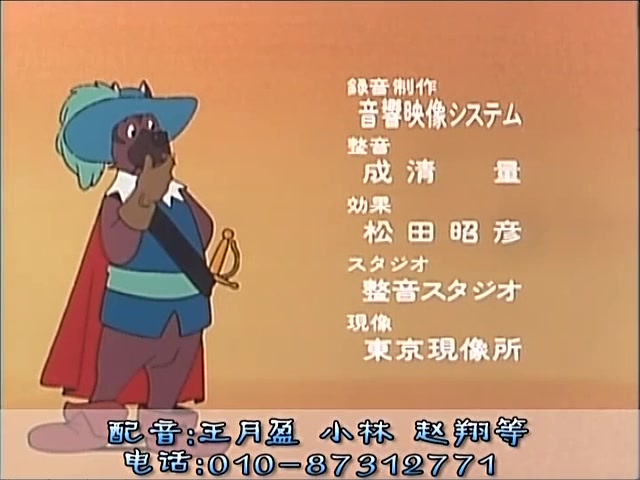 録音制作
音響映像システム
整音
成清 量
効果
松田昭彦
スタジオ
整音スタジオ
現像
東京現像所
配音:王月盈 小林 赵翔等
电话:010-87312771